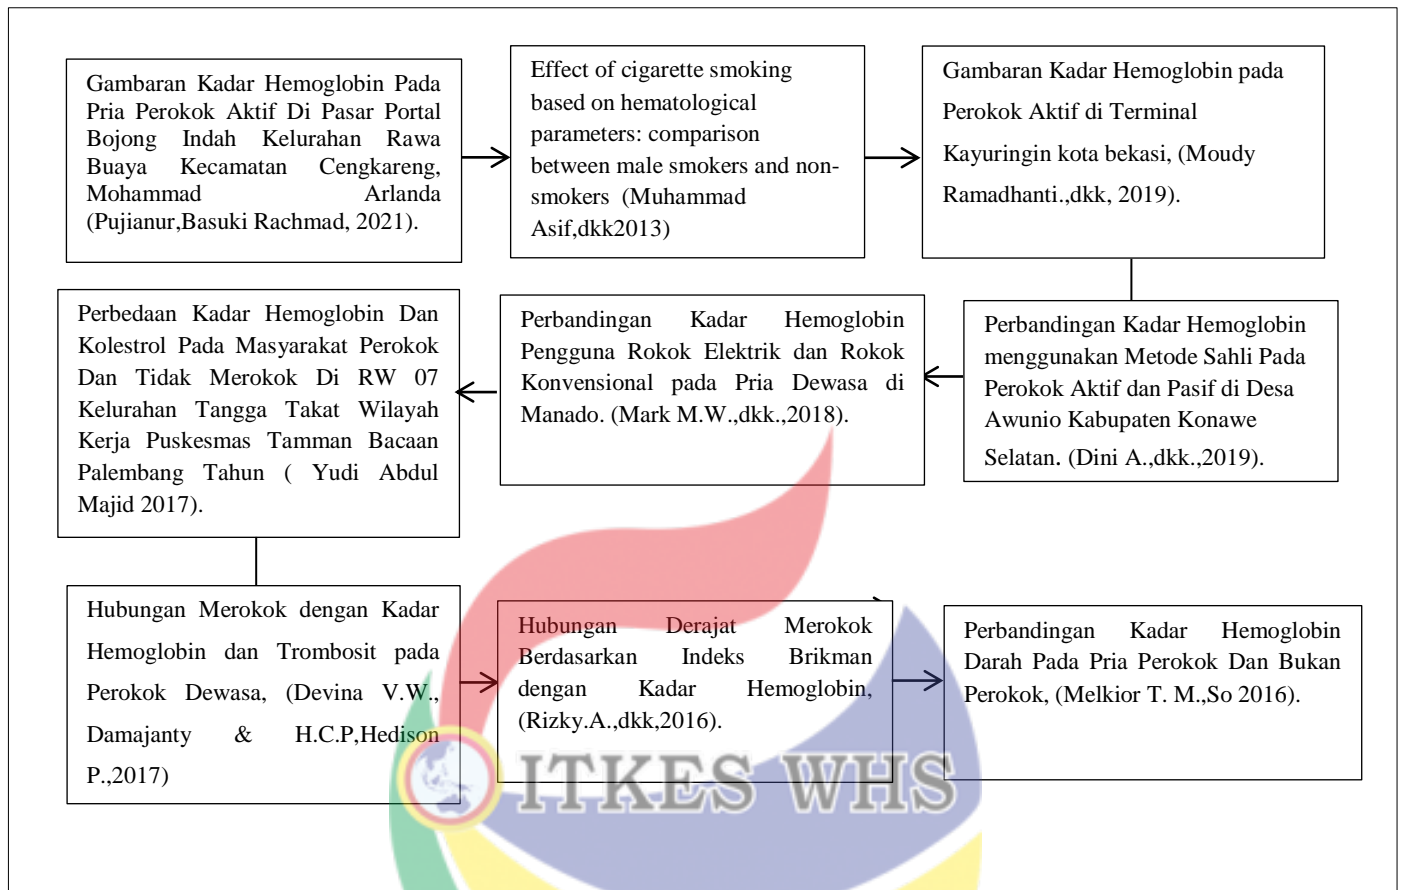 Gambaran Kadar Hemoglobin Pada
Pria Perokok Aktif Di Pasar Portal
Bojong Indah Kelurahan Rawa
Buaya Kecamatan Cengkareng,
Mohammad Arlanda
(Pujianur,Basuki Rachmad, 2021).
Effect of cigarette smoking
based on hematological
parameters: comparison
between male smokers and non-
smokers (Muhammad
Asif,dkk2013)
Gambaran Kadar Hemoglobin pada
Perokok Aktif di Terminal
Kayuringin kota bekasi, (Moudy
Ramadhanti.,dkk, 2019).
Perbandingan Kadar Hemoglobin
menggunakan Metode Sahli Pada
Perokok Aktif dan Pasif di Desa
Awunio Kabupaten Konawe
Selatan. (Dini A.,dkk.,2019).
Perbandingan Kadar Hemoglobin
Pengguna Rokok Elektrik dan Rokok
Konvensional pada Pria Dewasa di
Manado. (Mark M.W.,dkk.,2018).
Perbedaan Kadar Hemoglobin Dan
Kolestrol Pada Masyarakat Perokok
Dan Tidak Merokok Di RW 07
Kelurahan Tangga Takat Wilayah
Kerja Puskesmas Tamman Bacaan
Palembang Tahun ( Yudi Abdul
Majid 2017).
Hubungan Merokok dengan Kadar
Hemoglobin dan Trombosit pada
Perokok Dewasa, (Devina V.W.,
Damajanty & H.C.P,Hedison
P.,2017)
Hubungan Derajat Merokok
Berdasarkan Indeks Brikman
dengan Kadar Hemoglobin,
(Rizky.A.,dkk,2016).
Perbandingan Kadar Hemoglobin
Darah Pada Pria Perokok Dan Bukan
Perokok, (Melkior T. M.,So 2016).
ITKES WHS